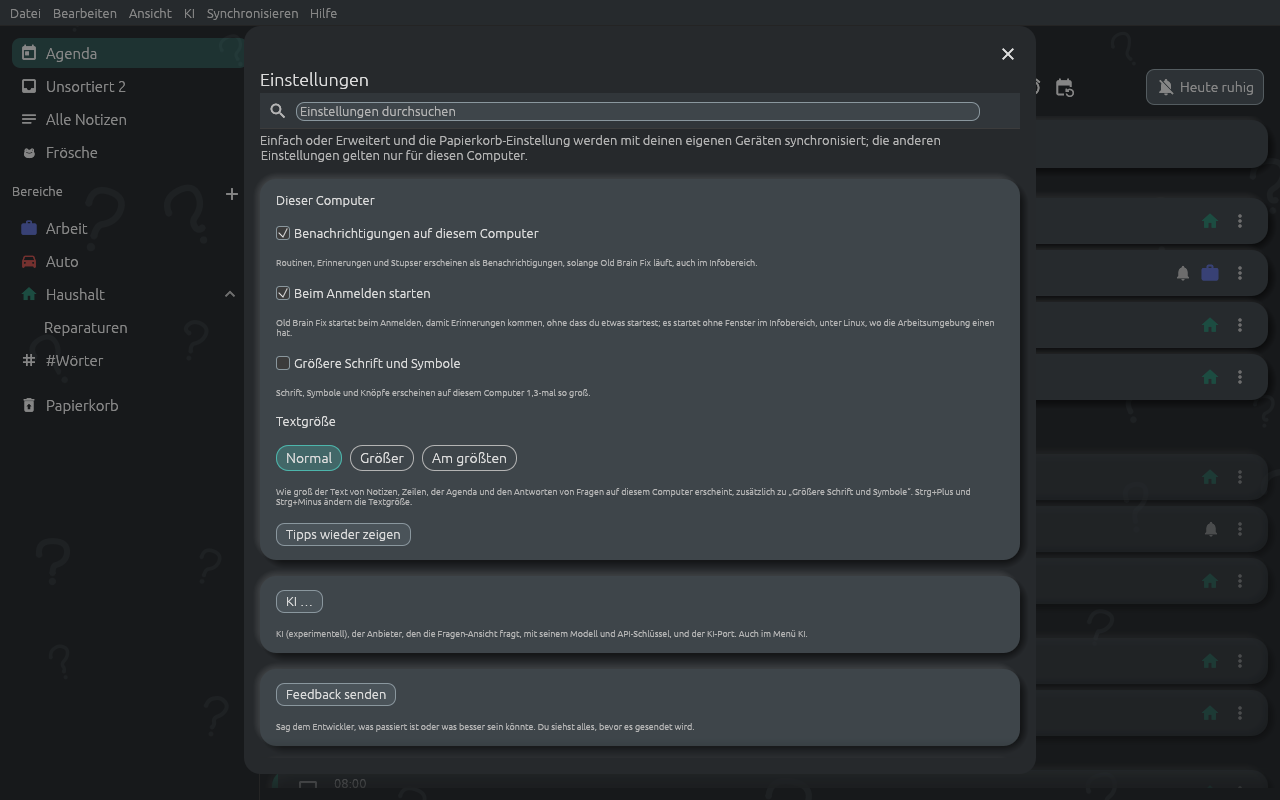 Datei Bearbeiten Ansicht KI Synchronisieren Hilfe
Agenda
Unsortiert 2
Alle Notizen
Frösche
Bereiche
Arbeit
Auto
Haushalt
Reparaturen
#Wörter
Papierkorb
Heute ruhig
Einstellungen
Einstellungen durchsuchen
Einfach oder Erweitert und die Papierkorb-Einstellung werden mit deinen eigenen Geräten synchronisiert; die anderen
Einstellungen gelten nur für diesen Computer.
Dieser Computer
Benachrichtigungen auf diesem Computer
Routinen, Erinnerungen und Stupser erscheinen als Benachrichtigungen, solange Old Brain Fix läuft, auch im Infobereich.
Beim Anmelden starten
Old Brain Fix startet beim Anmelden, damit Erinnerungen kommen, ohne dass du etwas startest; es startet ohne Fenster im Infobereich, unter Linux, wo die Arbeitsumgebung einen
hat.
Größere Schrift und Symbole
Schrift, Symbole und Knöpfe erscheinen auf diesem Computer 1,3-mal so groß.
Textgröße
Normal Größer Am größten
Wie groß der Text von Notizen, Zeilen, der Agenda und den Antworten von Fragen auf diesem Computer erscheint, zusätzlich zu „Größere Schrift und Symbole“. Strg+Plus und
Strg+Minus ändern die Textgröße.
Tipps wieder zeigen
KI …
KI (experimentell), der Anbieter, den die Fragen-Ansicht fragt, mit seinem Modell und API-Schlüssel, und der KI-Port. Auch im Menü KI.
Feedback senden
Sag dem Entwickler, was passiert ist oder was besser sein könnte. Du siehst alles, bevor es gesendet wird.
08:00